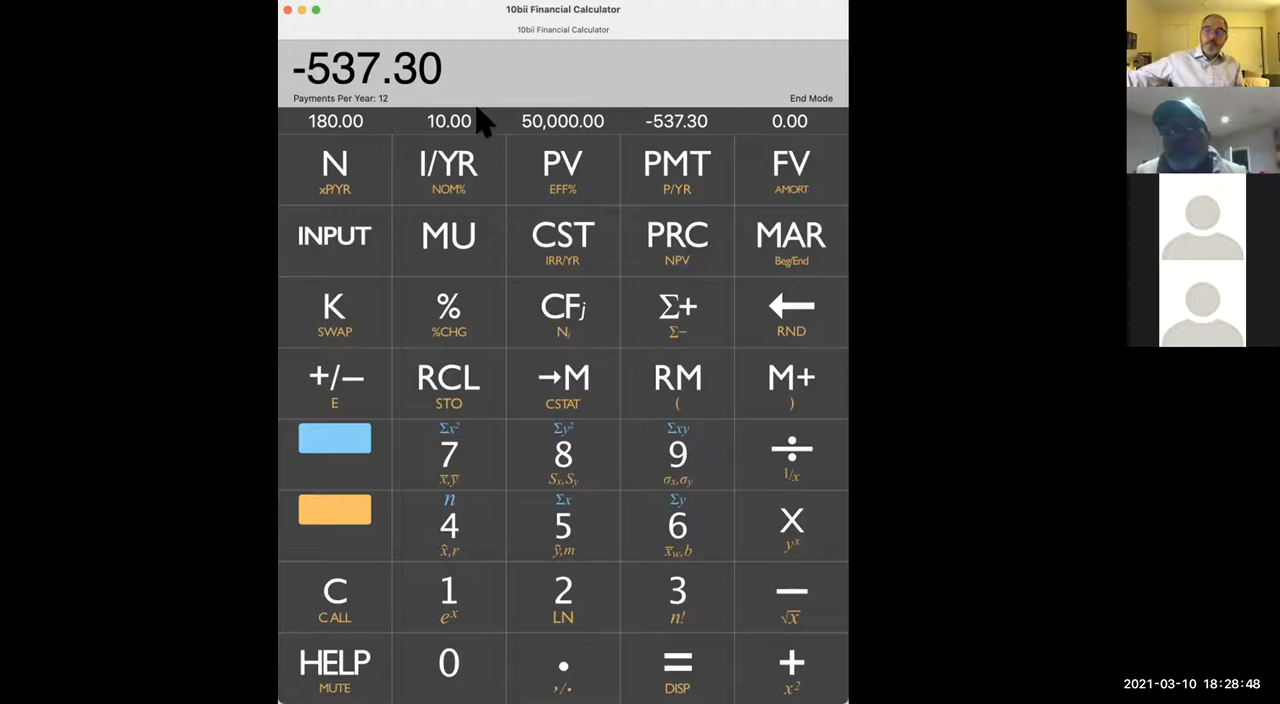 10bii Financial Calculator
10bii Financial Calculator
-537.30
Payments Per Year: 12 End Mode
180.00 10.00 50,000.00 -537.30 0.00
N I/YR PV PMT FV
xP/YR NOM% EFF% P/YR AMORT
INPUT MU CST PRC MAR
IRR/YR NPV Beg/End
K % CFj Σ+ ←
SWAP %CHG Nj Σ− RND
+/− RCL →M RM M+
E STO CSTAT ( )
Σx² Σy² Σxy
7 8 9 ÷
x̄,ȳ Sx,Sy σx,σy 1/x
n Σx Σy
4 5 6 X
x̂,r ŷ,m x̄w,b yˣ
C 1 2 3 −
C ALL eˣ LN n! √x
HELP 0 . = +
MUTE ,/. DISP x²
2021-03-10 18:28:48